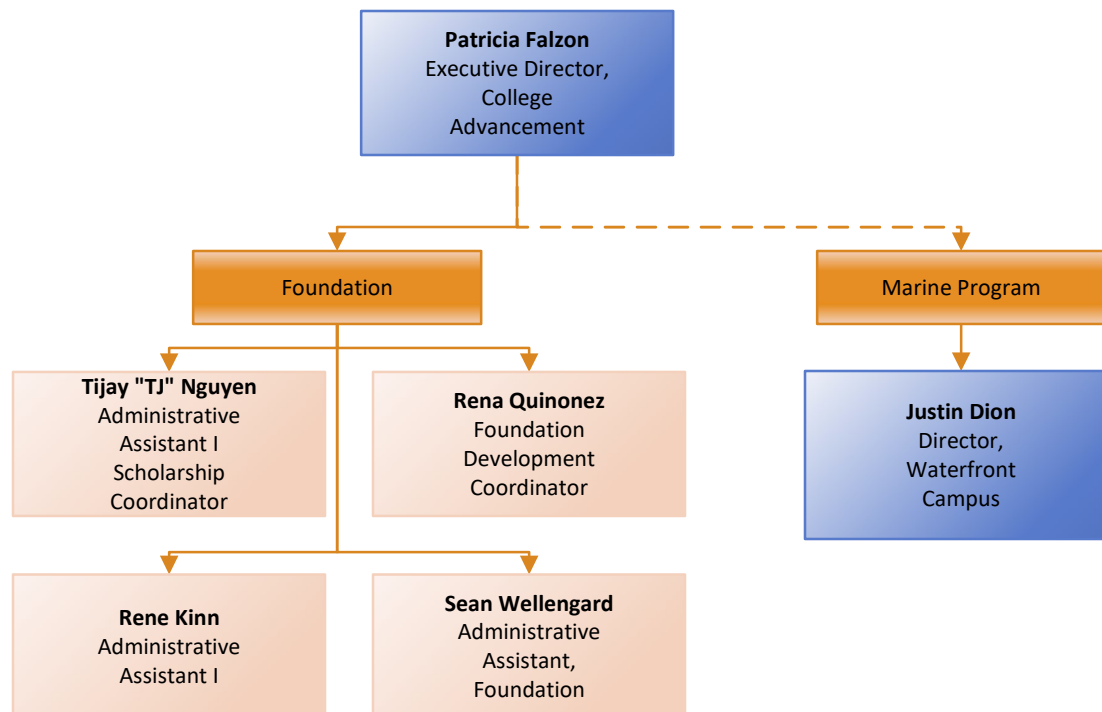 Patricia Falzon
Executive Director,
College
Advancement
Foundation
Marine Program
Tijay "TJ" Nguyen
Administrative
Assistant I
Scholarship
Coordinator
Rena Quinonez
Foundation
Development
Coordinator
Justin Dion
Director,
Waterfront
Campus
Rene Kinn
Administrative
Assistant I
Sean Wellengard
Administrative
Assistant,
Foundation